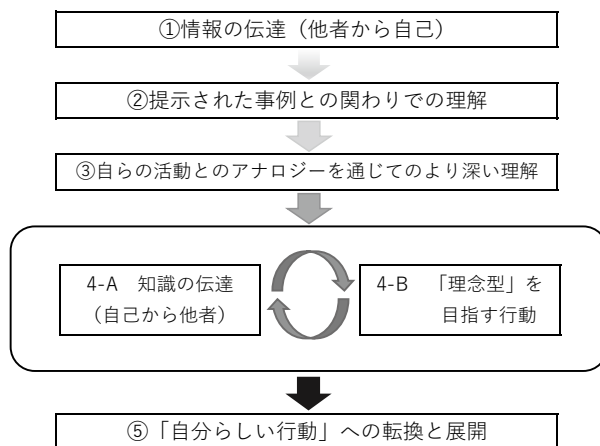 ①情報の伝達（他者から自己）
②提示された事例との関わりでの理解
③自らの活動とのアナロジーを通じてのより深い理解
4-A　知識の伝達
（自己から他者）
4-B　「理念型」を
目指す行動
⑤「自分らしい行動」への転換と展開